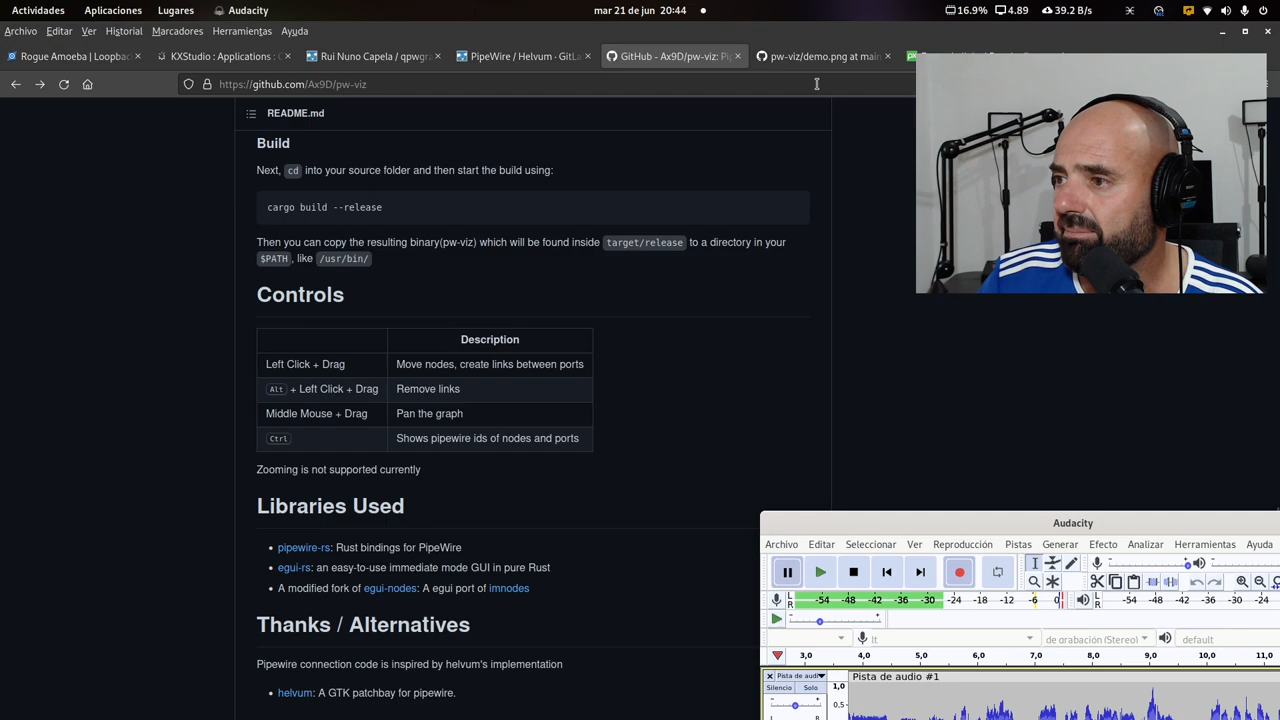 Actividades Aplicaciones Lugares Audacity mar 21 de jun 20:44 16.9% 4.89 39.2 B/s
Archivo Editar Ver Historial Marcadores Herramientas Ayuda
Rogue Amoeba | Loopba KXStudio : Applications : C Rui Nuno Capela / qpwgra PipeWire / Helvum · GitLa GitHub - Ax9D/pw-viz: Pip pw-viz/demo.png at main
https://github.com/Ax9D/pw-viz
README.md
Build
Next, cd into your source folder and then start the build using:
cargo build --release
Then you can copy the resulting binary(pw-viz) which will be found inside target/release to a directory in your
$PATH, like /usr/bin/
Controls
Description
Left Click + Drag Move nodes, create links between ports
Alt + Left Click + Drag Remove links
Middle Mouse + Drag Pan the graph
Ctrl Shows pipewire ids of nodes and ports
Zooming is not supported currently
Libraries Used
pipewire-rs: Rust bindings for PipeWire
egui-rs: an easy-to-use immediate mode GUI in pure Rust
A modified fork of egui-nodes: A egui port of imnodes
Thanks / Alternatives
Pipewire connection code is inspired by helvum's implementation
helvum: A GTK patchbay for pipewire.
Audacity
Archivo Editar Seleccionar Ver Reproducción Pistas Generar Efecto Analizar Herramientas Ayuda
L R -54 -48 -42 -36 -30 -24 -18 -12 -6 0 L R -54 -48 -42 -36 -30 -24
- +
lt de grabación (Stereo) default
3,0 4,0 5,0 6,0 7,0 8,0 9,0 10,0 11,0
Pista de audi Pista de audio #1
Silencio Solo 1,0
- + 0,5